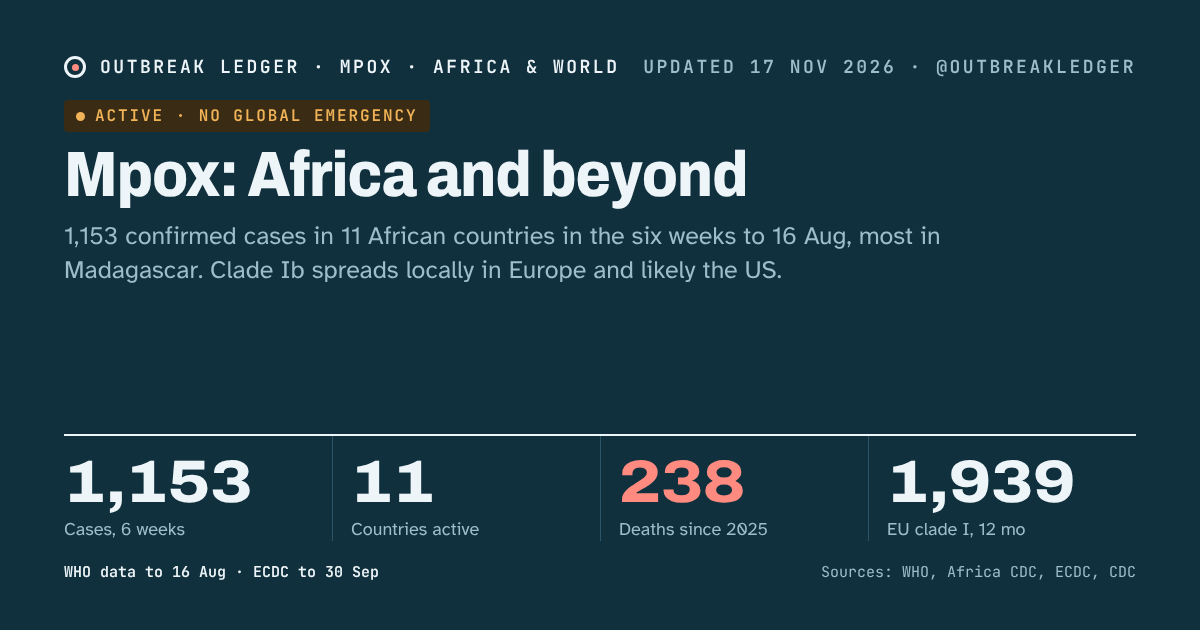 OUTBREAK LEDGER · MPOX · AFRICA & WORLD UPDATED 17 NOV 2026 · @OUTBREAKLEDGER
ACTIVE · NO GLOBAL EMERGENCY
Mpox: Africa and beyond
1,153 confirmed cases in 11 African countries in the six weeks to 16 Aug, most in
Madagascar. Clade Ib spreads locally in Europe and likely the US.
1,153 11 238 1,939
Cases, 6 weeks Countries active Deaths since 2025 EU clade I, 12 mo
WHO data to 16 Aug · ECDC to 30 Sep Sources: WHO, Africa CDC, ECDC, CDC